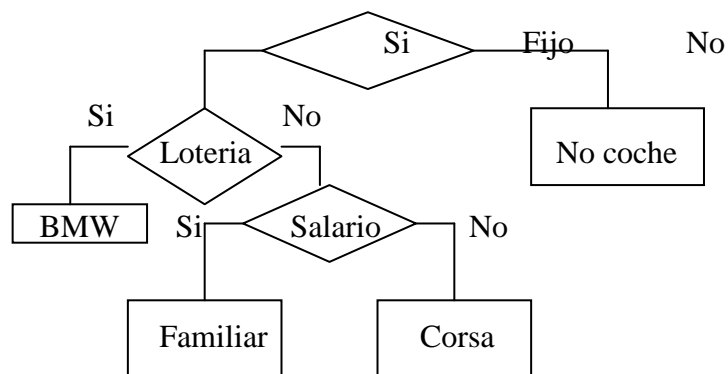 Si Fijo No
Si No
Loteria No coche
BMW Si Salario No
Familiar Corsa